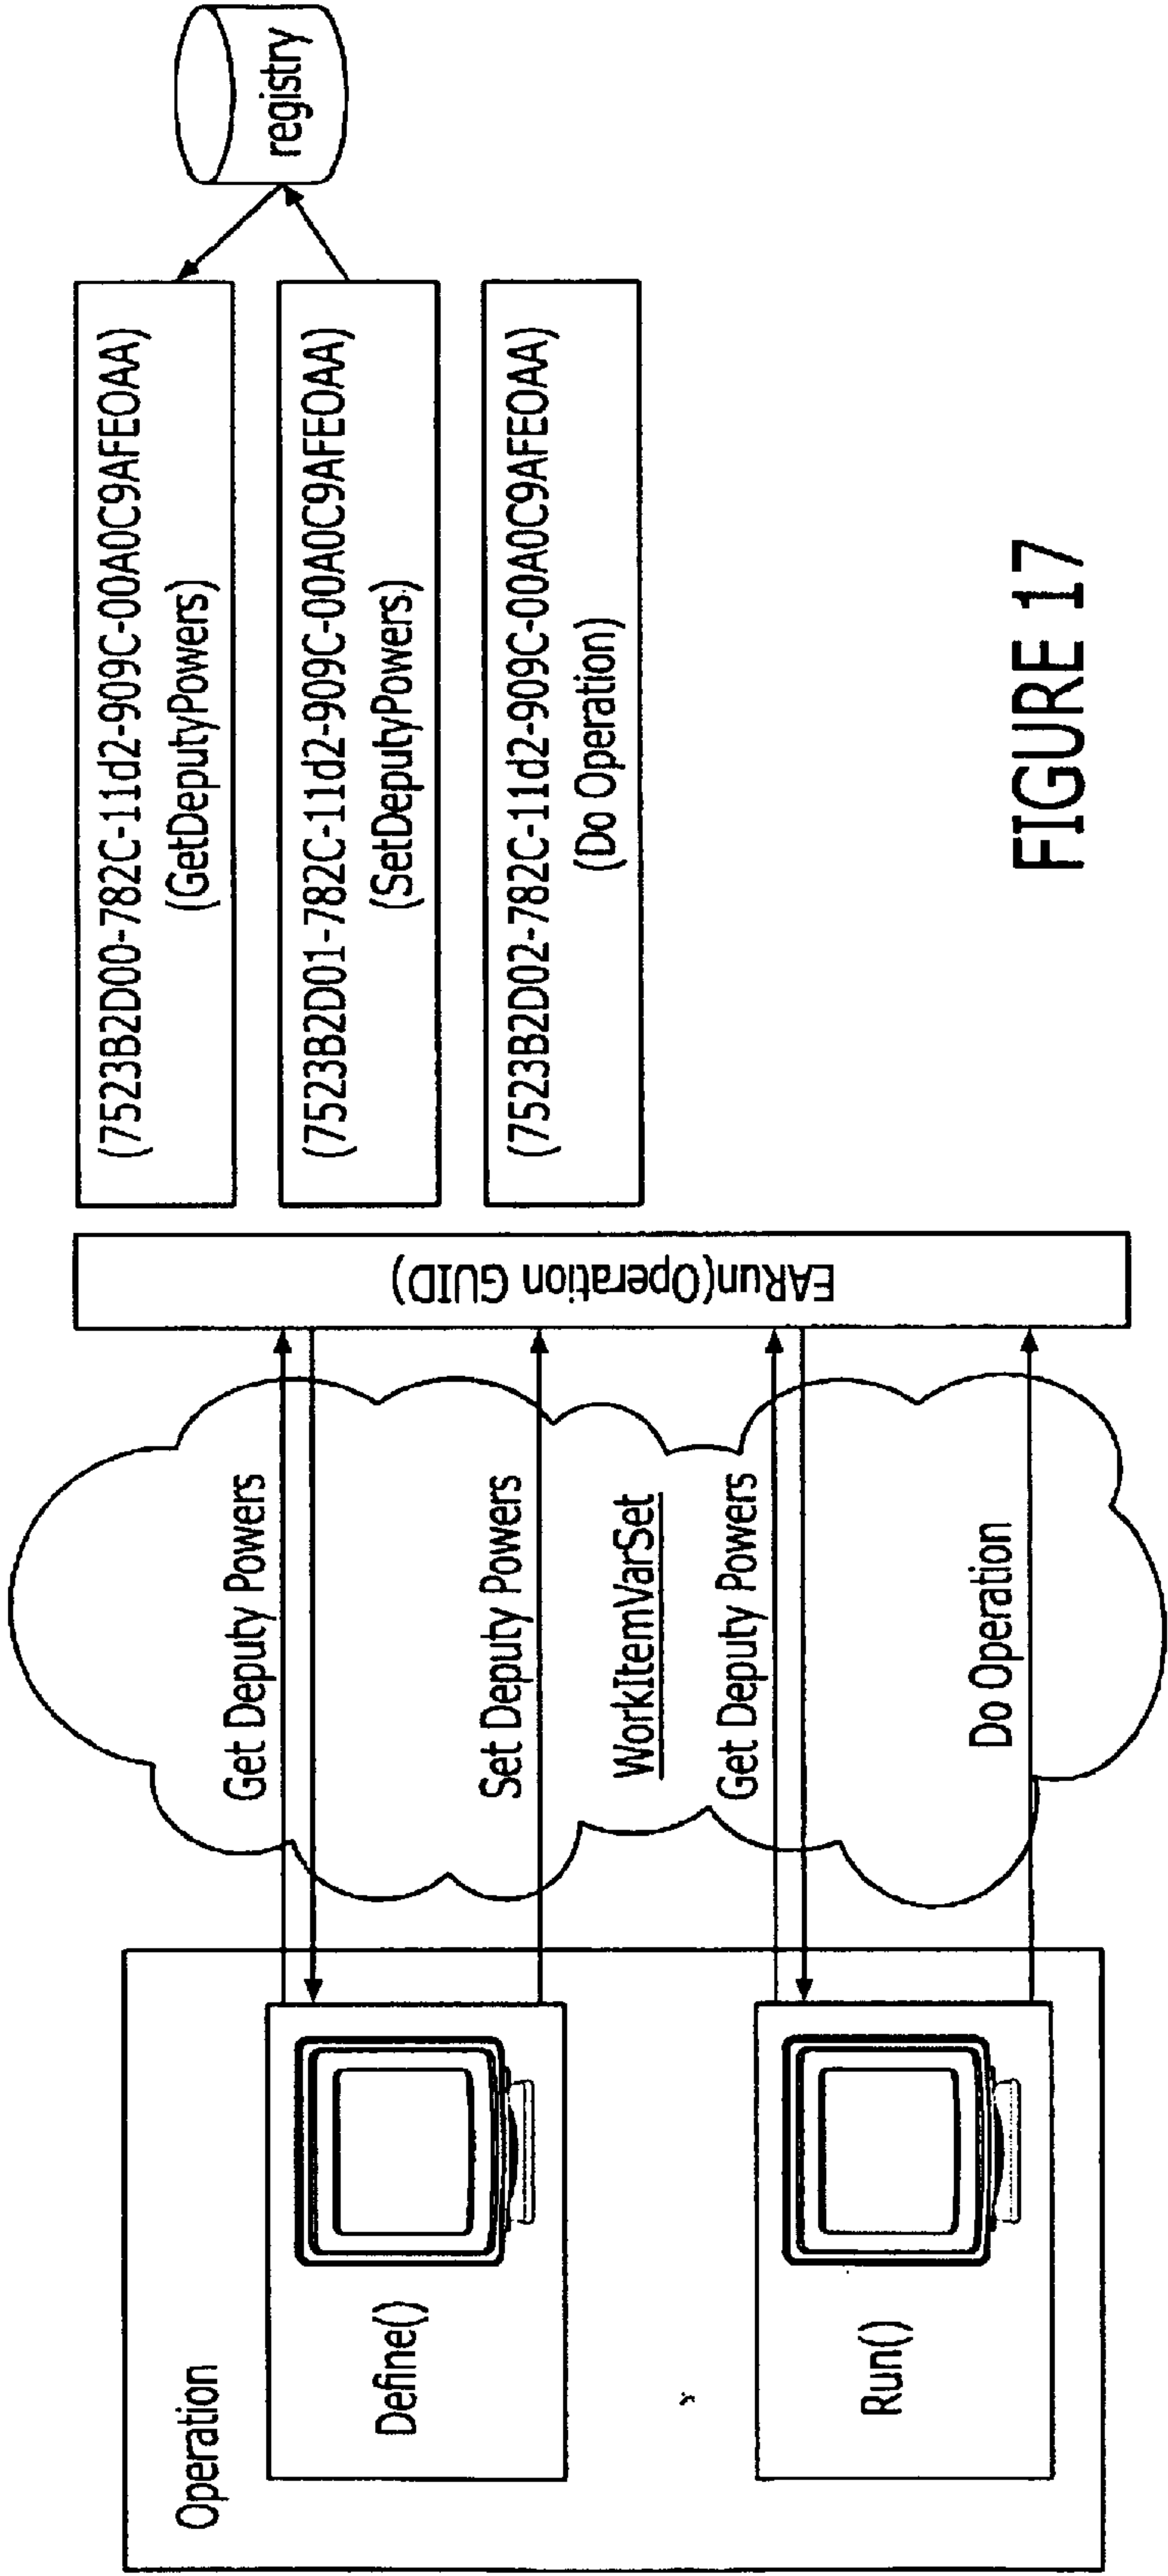 Operation
Define()
Run()
Get Deputy Powers
Set Deputy Powers
WorkItemVarSet
Get Deputy Powers
Do Operation
EARun(Operation GUID)
(7523B2D00-782C-11d2-909C-00A0C9AFE0AA)
(GetDeputyPowers)
(7523B2D01-782C-11d2-909C-00A0C9AFE0AA)
(SetDeputyPowers)
(7523B2D02-782C-11d2-909C-00A0C9AFE0AA)
(Do Operation)
registry
FIGURE 17